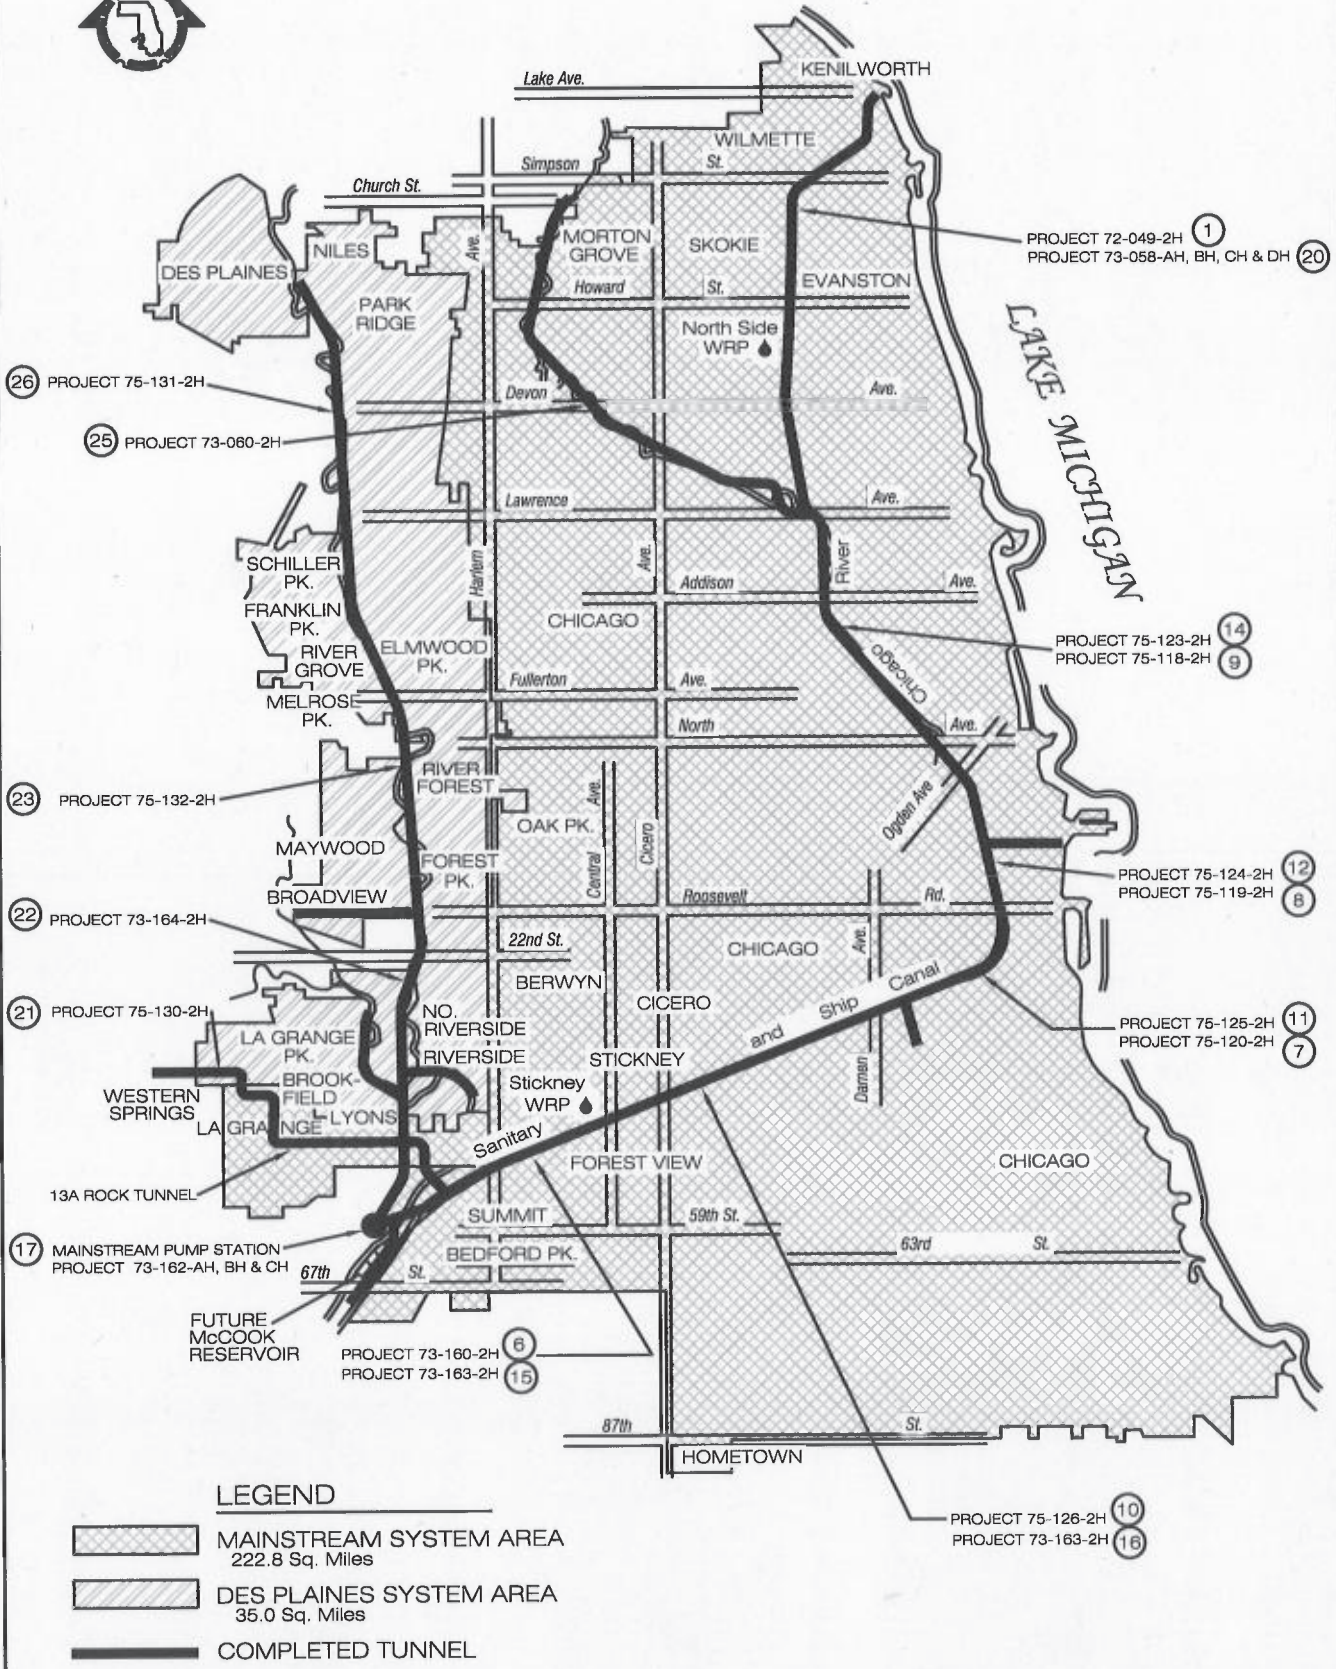 KENILWORTH
Lake Ave.
WILMETTE
Simpson St.
Church St.
NILES
DES PLAINES
Ave.
MORTON
GROVE
SKOKIE
PROJECT 72-049-2H 1
PROJECT 73-058-AH, BH, CH & DH 20
PARK
RIDGE
Howard St.
EVANSTON
North Side
WRP
LAKE MICHIGAN
26 PROJECT 75-131-2H
Devon Ave.
25 PROJECT 73-060-2H
Lawrence Ave.
SCHILLER
PK.
Harlem
Ave.
River
Addison Ave.
FRANKLIN
PK.
CHICAGO
PROJECT 75-123-2H 14
PROJECT 75-118-2H 9
RIVER
GROVE
ELMWOOD
PK.
Chicago
Fullerton Ave.
MELROSE
PK.
North Ave.
RIVER
FOREST
23 PROJECT 75-132-2H
Ave.
Ogden Ave
OAK PK.
Central
Cicero
MAYWOOD
FOREST
PK.
PROJECT 75-124-2H 12
PROJECT 75-119-2H 8
BROADVIEW
Roosevelt Rd.
22 PROJECT 73-164-2H
22nd St.
CHICAGO
Ave.
BERWYN
CICERO
and Ship Canal
21 PROJECT 75-130-2H
NO.
RIVERSIDE
PROJECT 75-125-2H 11
PROJECT 75-120-2H 7
LA GRANGE
PK.
RIVERSIDE
STICKNEY
Damen
BROOK-
FIELD
Stickney
WRP
WESTERN
SPRINGS
LYONS
LA GRANGE
Sanitary
FOREST VIEW
CHICAGO
13A ROCK TUNNEL
SUMMIT
59th St.
17 MAINSTREAM PUMP STATION
PROJECT 73-162-AH, BH & CH
BEDFORD PK.
63rd St.
67th St.
FUTURE
McCOOK
RESERVOIR
PROJECT 73-160-2H 6
PROJECT 73-163-2H 15
87th St.
HOMETOWN
PROJECT 75-126-2H 10
PROJECT 73-163-2H 16
LEGEND
MAINSTREAM SYSTEM AREA
222.8 Sq. Miles
DES PLAINES SYSTEM AREA
35.0 Sq. Miles
COMPLETED TUNNEL